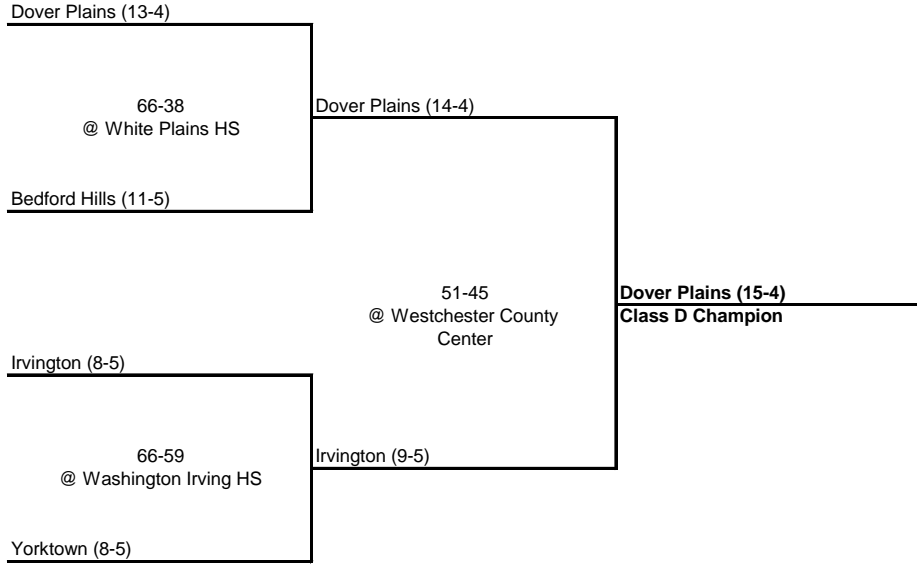 Dover Plains (13-4)
66-38
@ White Plains HS
Dover Plains (14-4)
Bedford Hills (11-5)
51-45
@ Westchester County
Center
Dover Plains (15-4)
Class D Champion
Irvington (8-5)
66-59
@ Washington Irving HS
Irvington (9-5)
Yorktown (8-5)